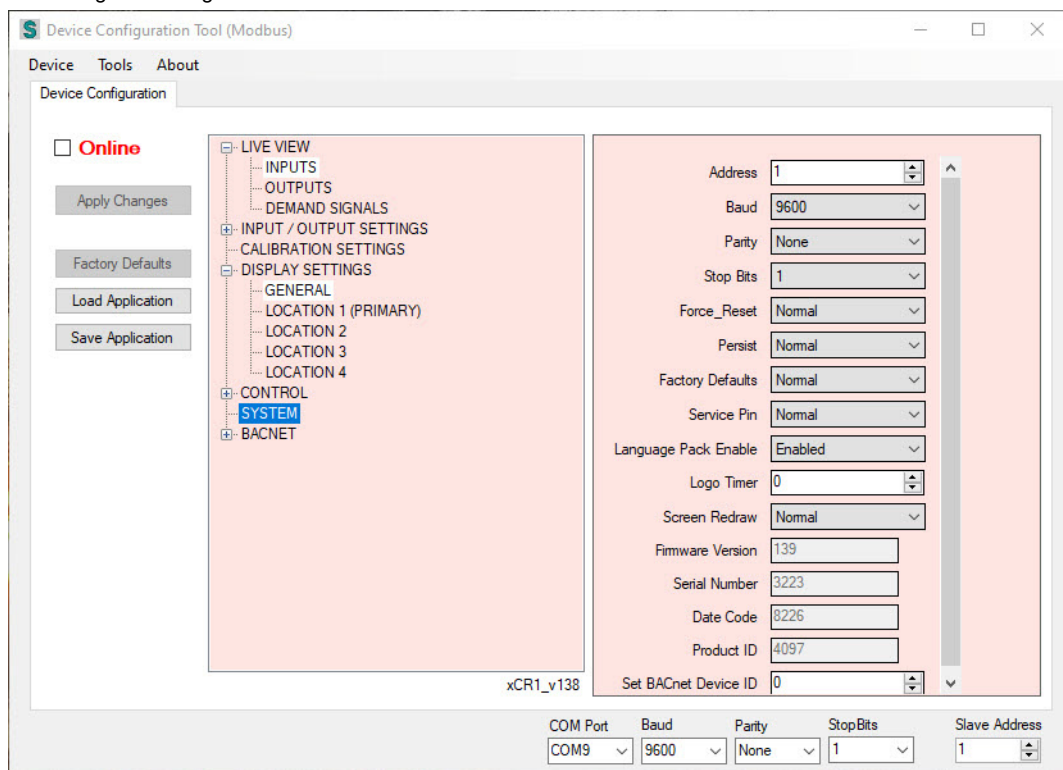 Device Configuration Tool (Modbus)
Device Tools About
Device Configuration
Online
Apply Changes
Factory Defaults
Load Application
Save Application
LIVE VIEW
INPUTS
OUTPUTS
DEMAND SIGNALS
INPUT / OUTPUT SETTINGS
CALIBRATION SETTINGS
DISPLAY SETTINGS
GENERAL
LOCATION 1 (PRIMARY)
LOCATION 2
LOCATION 3
LOCATION 4
CONTROL
SYSTEM
BACNET
xCR1_v138
Address 1
Baud 9600
Parity None
Stop Bits 1
Force_Reset Normal
Persist Normal
Factory Defaults Normal
Service Pin Normal
Language Pack Enable Enabled
Logo Timer 0
Screen Redraw Normal
Firmware Version 139
Serial Number 3223
Date Code 8226
Product ID 4097
Set BACnet Device ID 0
COM Port Baud Parity StopBits Slave Address
COM9 9600 None 1 1